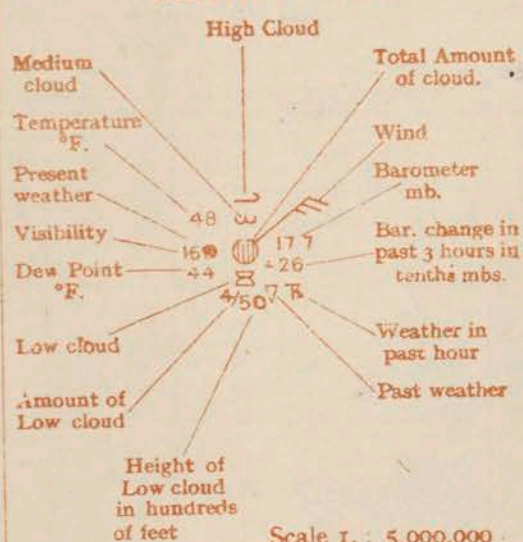 High Cloud
Medium
cloud
Total Amount
of cloud.
Temperature
°F.
Wind
Present
weather
Barometer
mb.
48
Visibility
16
177
Bar. change in
past 3 hours in
tenths mbs.
Dew Point
°F.
44
26
4/50
Low cloud
Weather in
past hour
Amount of
Low cloud
Past weather
Height of
Low cloud
in hundreds
of feet
Scale 1 : 5,000,000